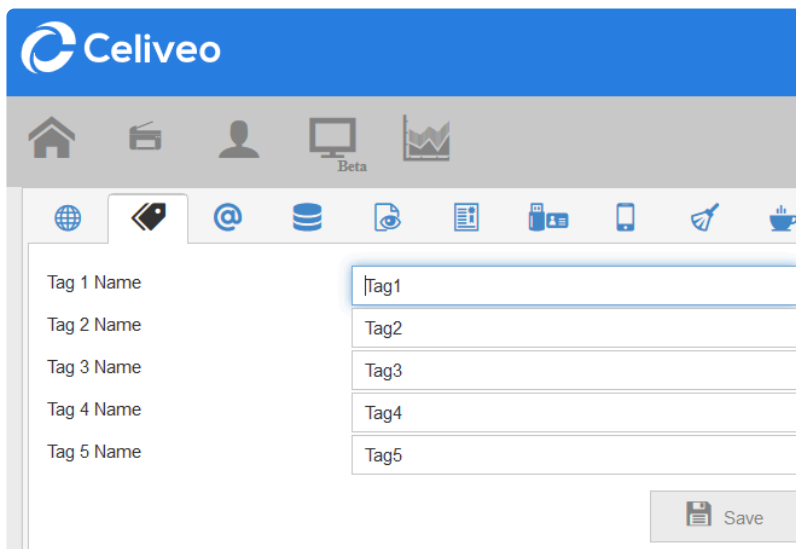 Celiveo
Beta
@
Tag 1 Name Tag1
Tag 2 Name Tag2
Tag 3 Name Tag3
Tag 4 Name Tag4
Tag 5 Name Tag5
Save